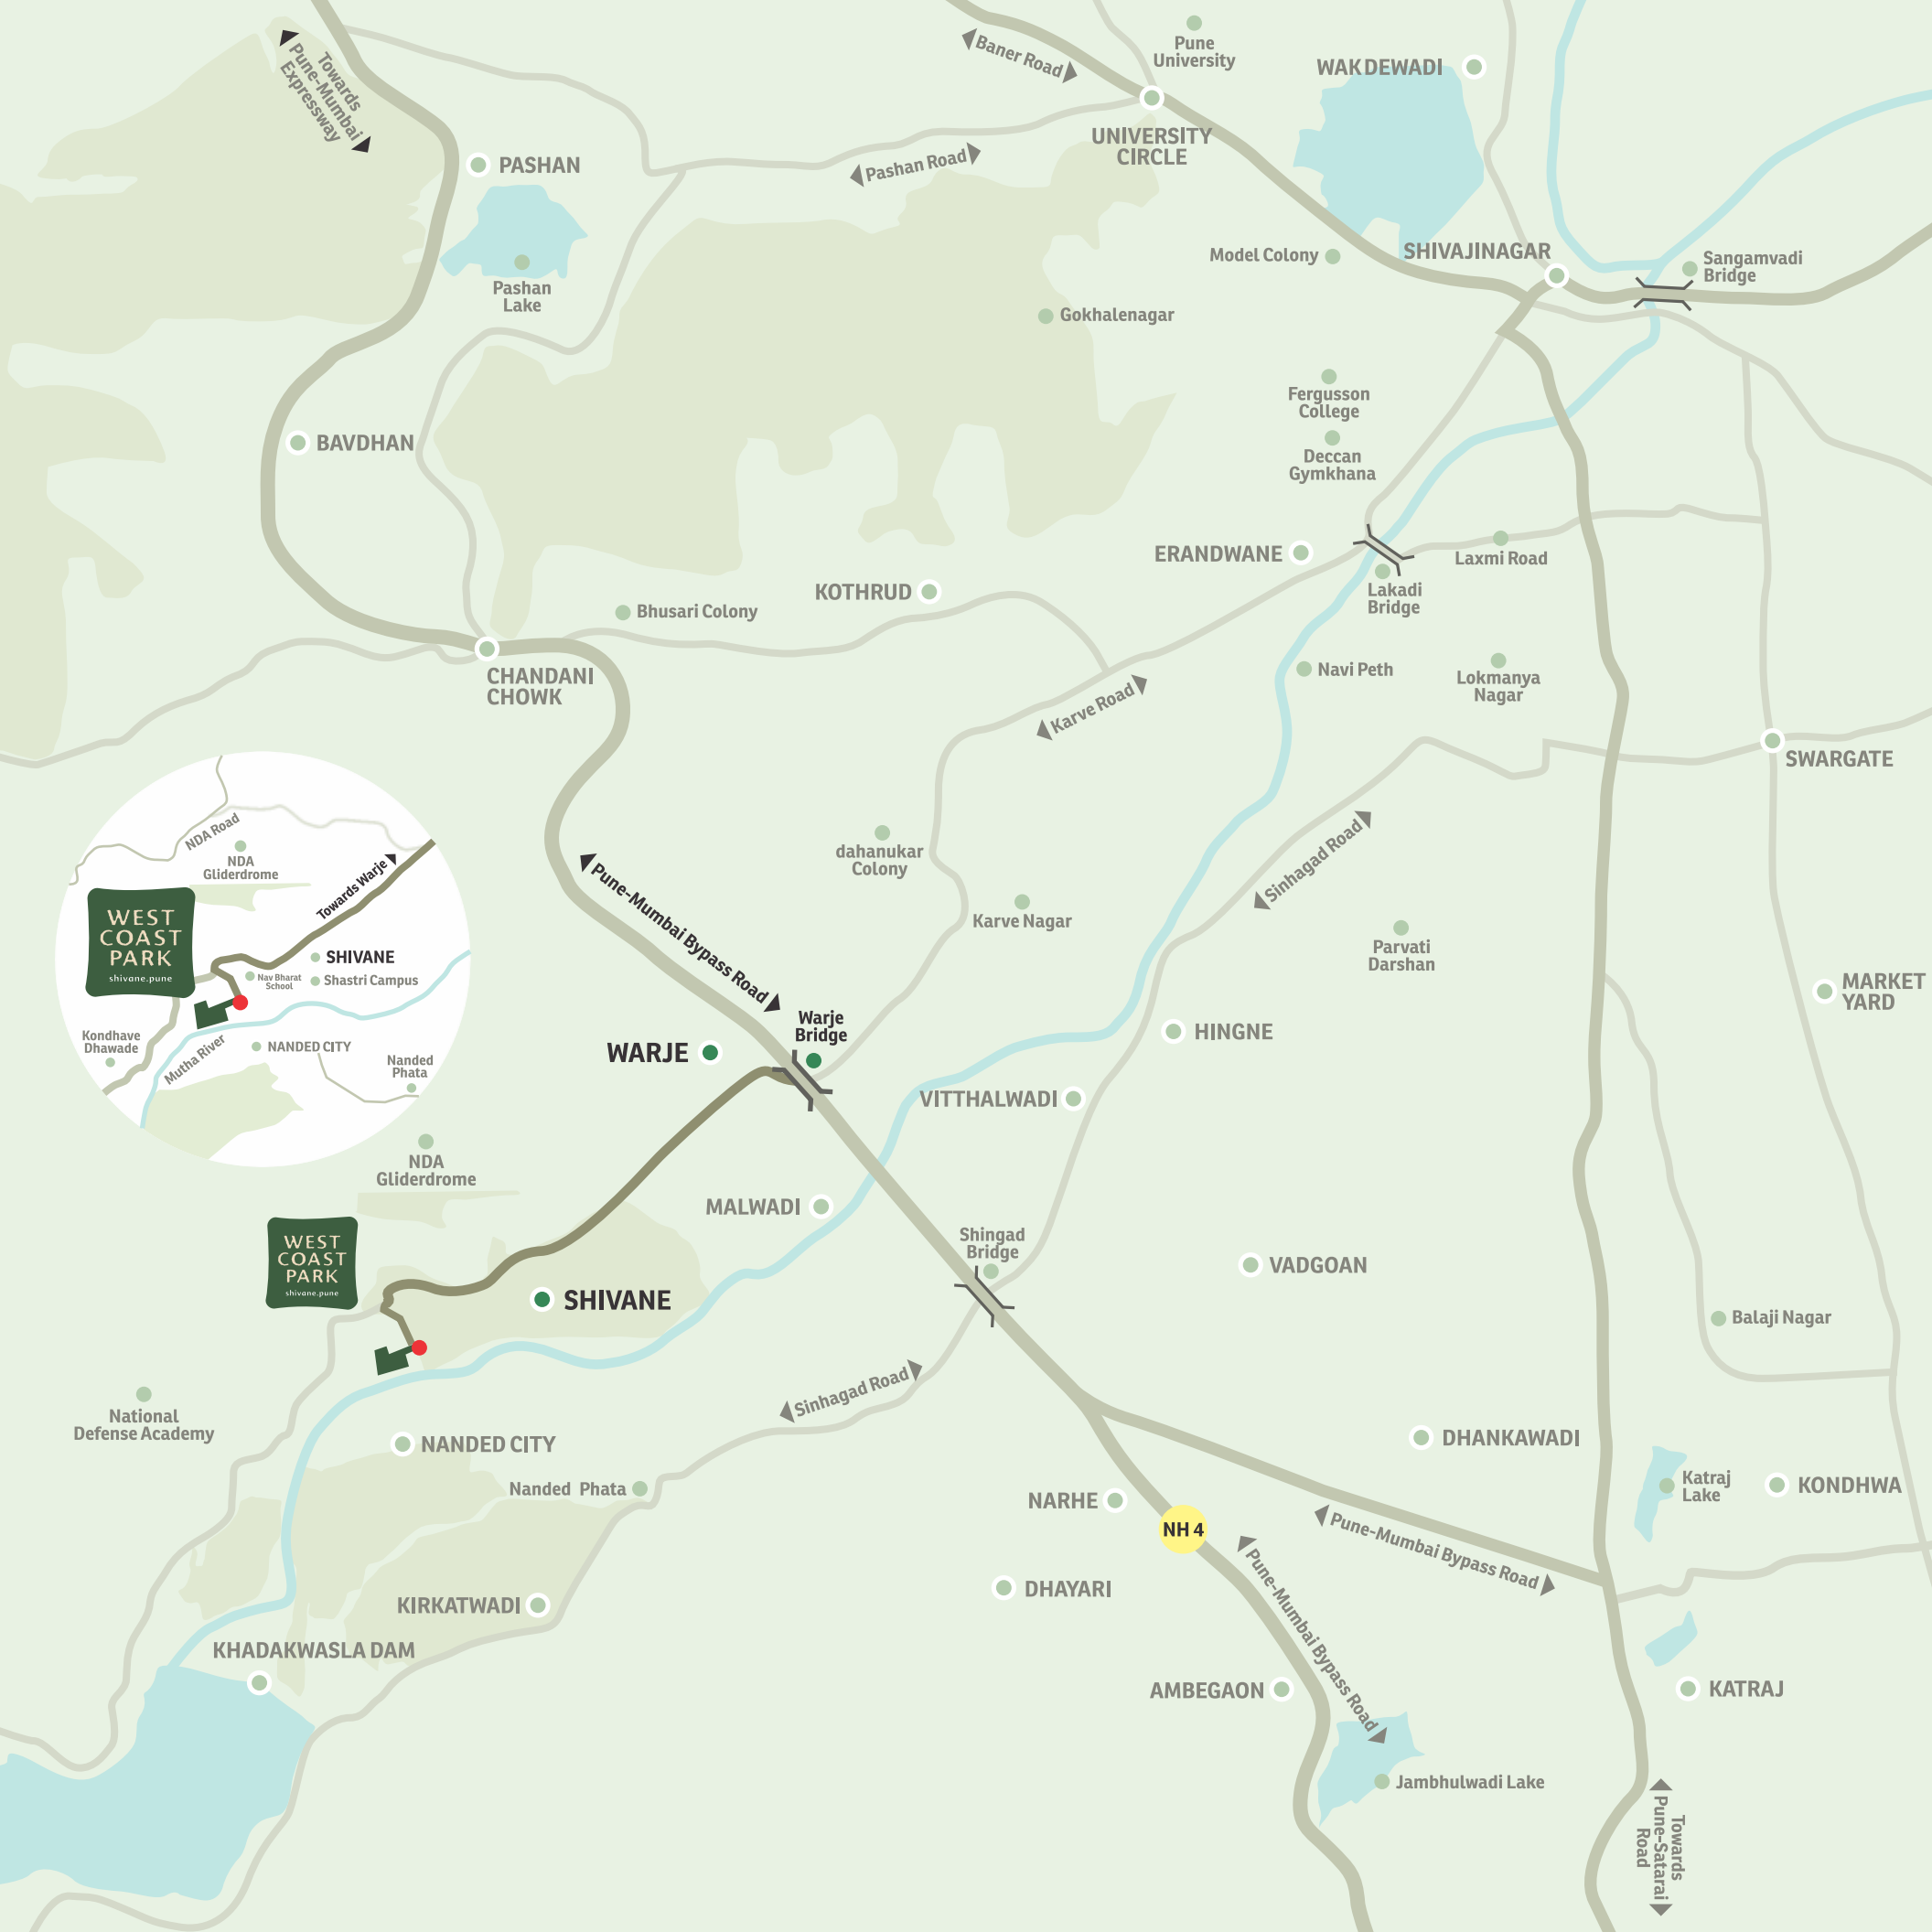 Towards
Pune-Mumbai
Expressway
Baner Road
Pune
University
WAKDEWADI
PASHAN
Pashan Road
UNIVERSITY
CIRCLE
Pashan
Lake
Model Colony
SHIVAJINAGAR
Sangamvadi
Bridge
Gokhalenagar
Fergusson
College
BAVDHAN
Deccan
Gymkhana
ERANDWANE
Laxmi Road
Lakadi
Bridge
KOTHRUD
Bhusari Colony
CHANDANI
CHOWK
Karve Road
Navi Peth
Lokmanya
Nagar
SWARGATE
NDA Road
NDA
Gliderdrome
Towards Warje
WEST
COAST
PARK
shivane.pune
SHIVANE
Nav Bharat
School
Shastri Campus
Kondhave
Dhawade
Mutha River
NANDED CITY
Nanded
Phata
dahanukar
Colony
Sinhagad Road
Pune-Mumbai Bypass Road
Karve Nagar
Parvati
Darshan
MARKET
YARD
Warje
Bridge
WARJE
HINGNE
VITTHALWADI
NDA
Gliderdrome
MALWADI
WEST
COAST
PARK
shivane.pune
Shingad
Bridge
VADGOAN
SHIVANE
Balaji Nagar
Sinhagad Road
National
Defense Academy
NANDED CITY
DHANKAWADI
Nanded Phata
NARHE
Katraj
Lake
KONDHWA
NH 4
Pune-Mumbai Bypass Road
Pune-Mumbai Bypass Road
DHAYARI
KIRKATWADI
KHADAKWASLA DAM
AMBEGAON
KATRAJ
Jambhulwadi Lake
Towards
Pune-Satarai
Road